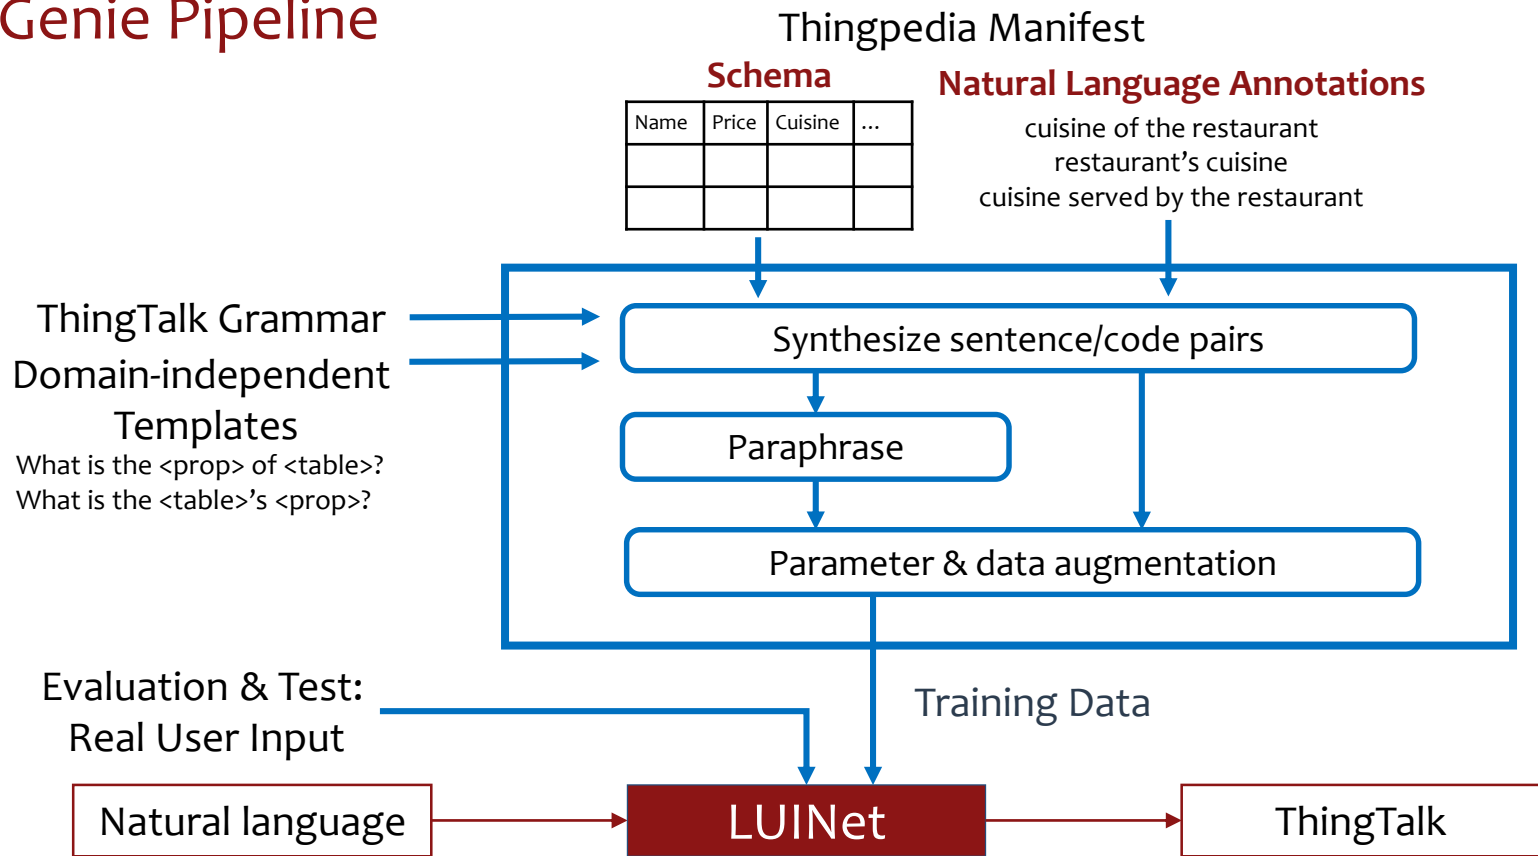 Genie Pipeline
Thingpedia Manifest
Schema
Natural Language Annotations
Name Price Cuisine ...
cuisine of the restaurant
restaurant’s cuisine
cuisine served by the restaurant
ThingTalk Grammar
Domain-independent
Templates
What is the <prop> of <table>?
What is the <table>’s <prop>?
Synthesize sentence/code pairs
Paraphrase
Parameter & data augmentation
Evaluation & Test:
Real User Input
Training Data
Natural language
LUINet
ThingTalk